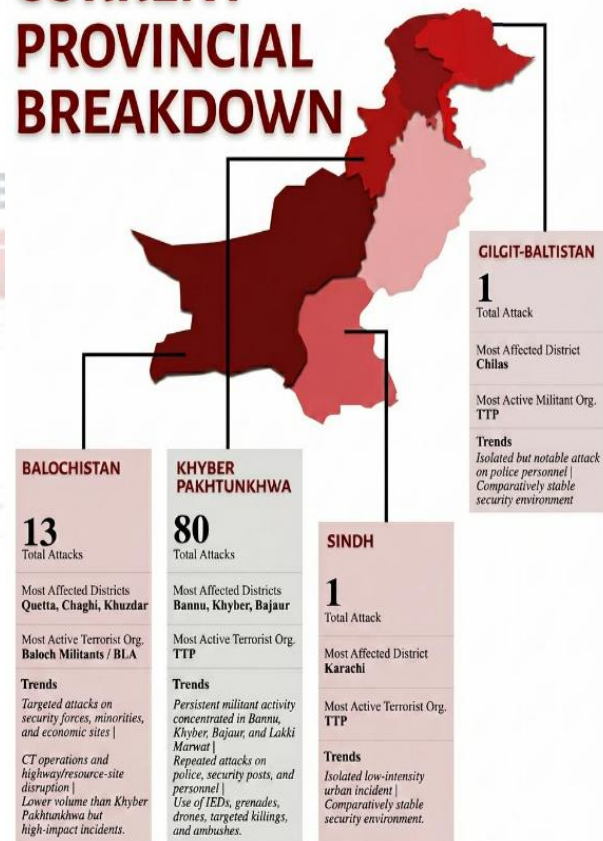 PROVINCIAL
BREAKDOWN
GILGIT-BALTISTAN
1
Total Attack
Most Affected District
Chilas
Most Active Militant Org.
TTP
Trends
Isolated but notable attack
on police personnel |
Comparatively stable
security environment
BALOCHISTAN
13
Total Attacks
Most Affected Districts
Quetta, Chaghi, Khuzdar
Most Active Terrorist Org.
Baloch Militants / BLA
Trends
Targeted attacks on
security forces, minorities,
and economic sites |
CT operations and
highway/resource-site
disruption |
Lower volume than Khyber
Pakhtunkhwa but
high-impact incidents.
KHYBER
PAKHTUNKHWA
80
Total Attacks
Most Affected Districts
Bannu, Khyber, Bajaur
Most Active Terrorist Org.
TTP
Trends
Persistent militant activity
concentrated in Bannu,
Khyber, Bajaur, and Lakki
Marwat |
Repeated attacks on
police, security posts, and
personnel |
Use of IEDs, grenades,
drones, targeted killings,
and ambushes.
SINDH
1
Total Attack
Most Affected District
Karachi
Most Active Terrorist Org.
TTP
Trends
Isolated low-intensity
urban incident |
Comparatively stable
security environment.